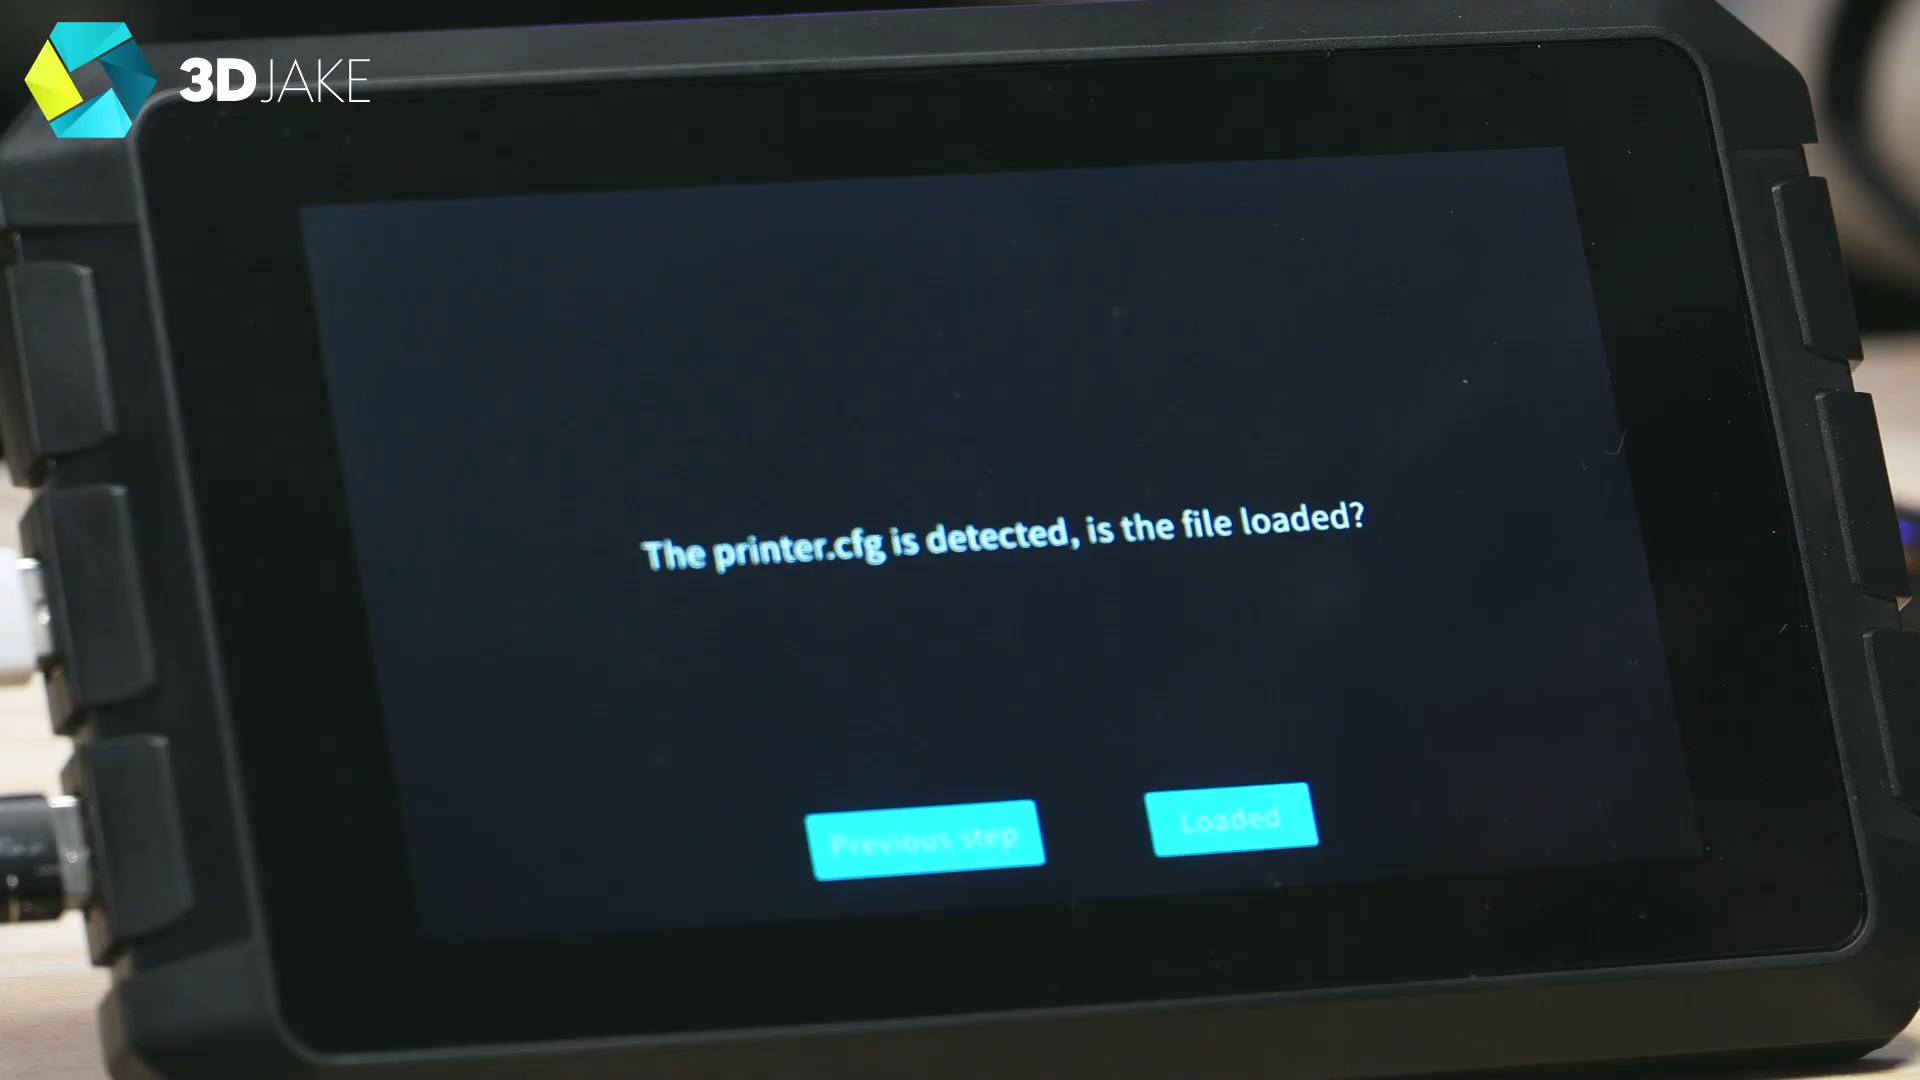 3DJAKE
The printer.cfg is detected, is the file loaded?
Previous step
Loaded